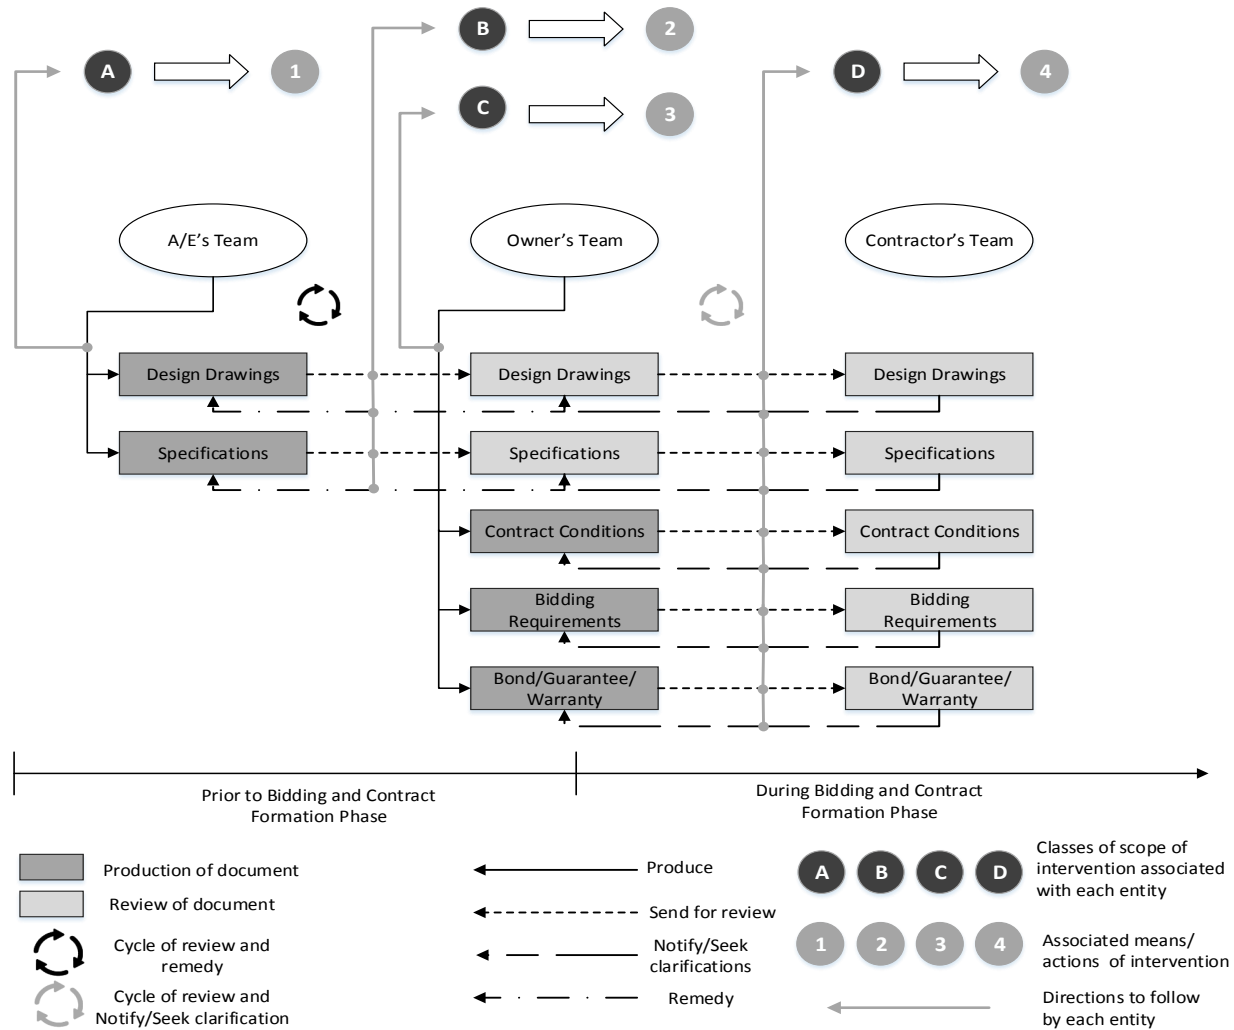 B
2
A
1
D
4
C
3
A/E's Team
Owner's Team
Contractor's Team
Design Drawings
Design Drawings
Design Drawings
Specifications
Specifications
Specifications
Contract Conditions
Contract Conditions
Bidding
Requirements
Bidding
Requirements
Bond/Guarantee/
Warranty
Bond/Guarantee/
Warranty
Prior to Bidding and Contract
Formation Phase
During Bidding and Contract
Formation Phase
Production of document
Review of document
Cycle of review and
remedy
Cycle of review and
Notify/Seek clarification
Produce
Send for review
Notify/Seek
clarifications
Remedy
A B C D
Classes of scope of
intervention associated
with each entity
1 2 3 4
Associated means/
actions of intervention
Directions to follow
by each entity